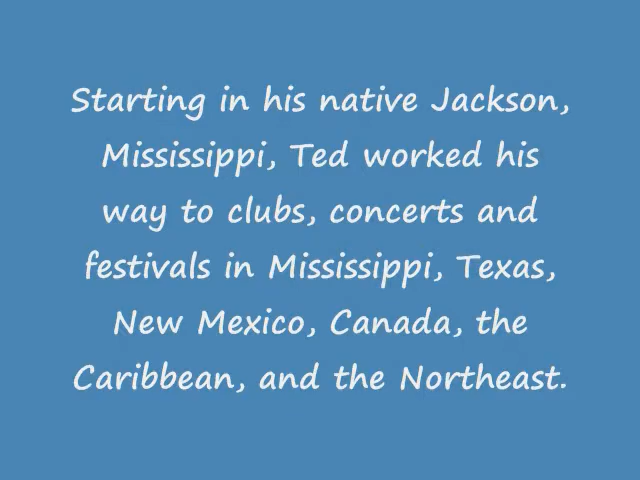 Starting in his native Jackson,
Mississippi, Ted worked his
way to clubs, concerts and
festivals in Mississippi, Texas,
New Mexico, Canada, the
Caribbean, and the Northeast.